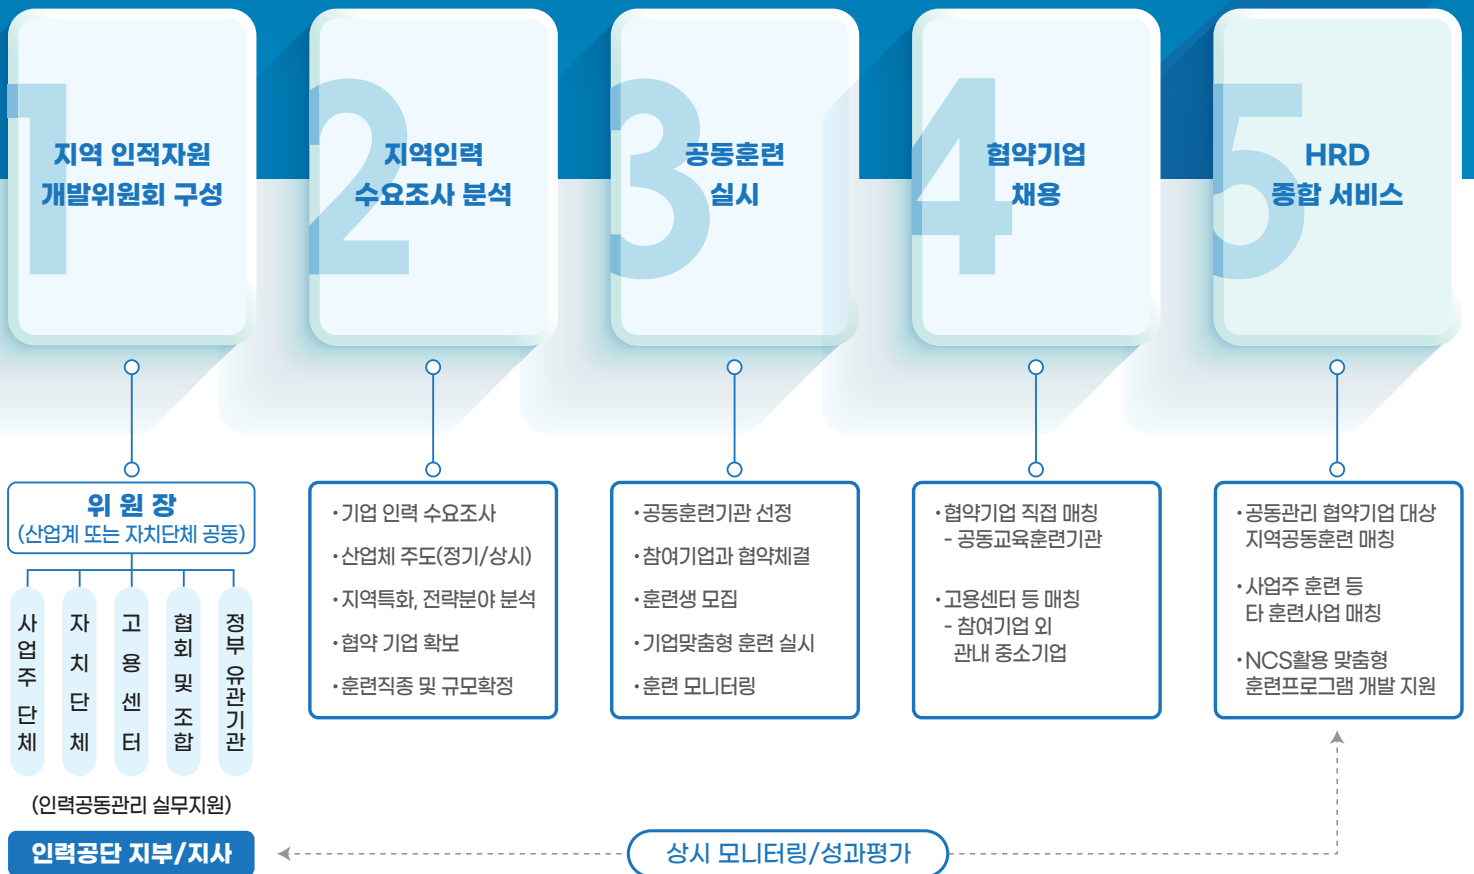 1
지역 인적자원
개발위원회 구성
2
지역인력
수요조사 분석
3
공동훈련
실시
4
협약기업
채용
5
HRD
종합 서비스
위 원 장
(산업계 또는 자치단체 공동)
사업주 단체
자치단체
고용센터
협회 및 조합
정부 유관기관
(인력공동관리 실무지원)
인력공단 지부/지사
·기업 인력 수요조사
·산업체 주도(정기/상시)
·지역특화, 전략분야 분석
·협약 기업 확보
·훈련직종 및 규모확정
·공동훈련기관 선정
·참여기업과 협약체결
·훈련생 모집
·기업맞춤형 훈련 실시
·훈련 모니터링
·협약기업 직접 매칭
- 공동교육훈련기관
·고용센터 등 매칭
- 참여기업 외
관내 중소기업
·공동관리 협약기업 대상
지역공동훈련 매칭
·사업주 훈련 등
타 훈련사업 매칭
·NCS활용 맞춤형
훈련프로그램 개발 지원
상시 모니터링/성과평가